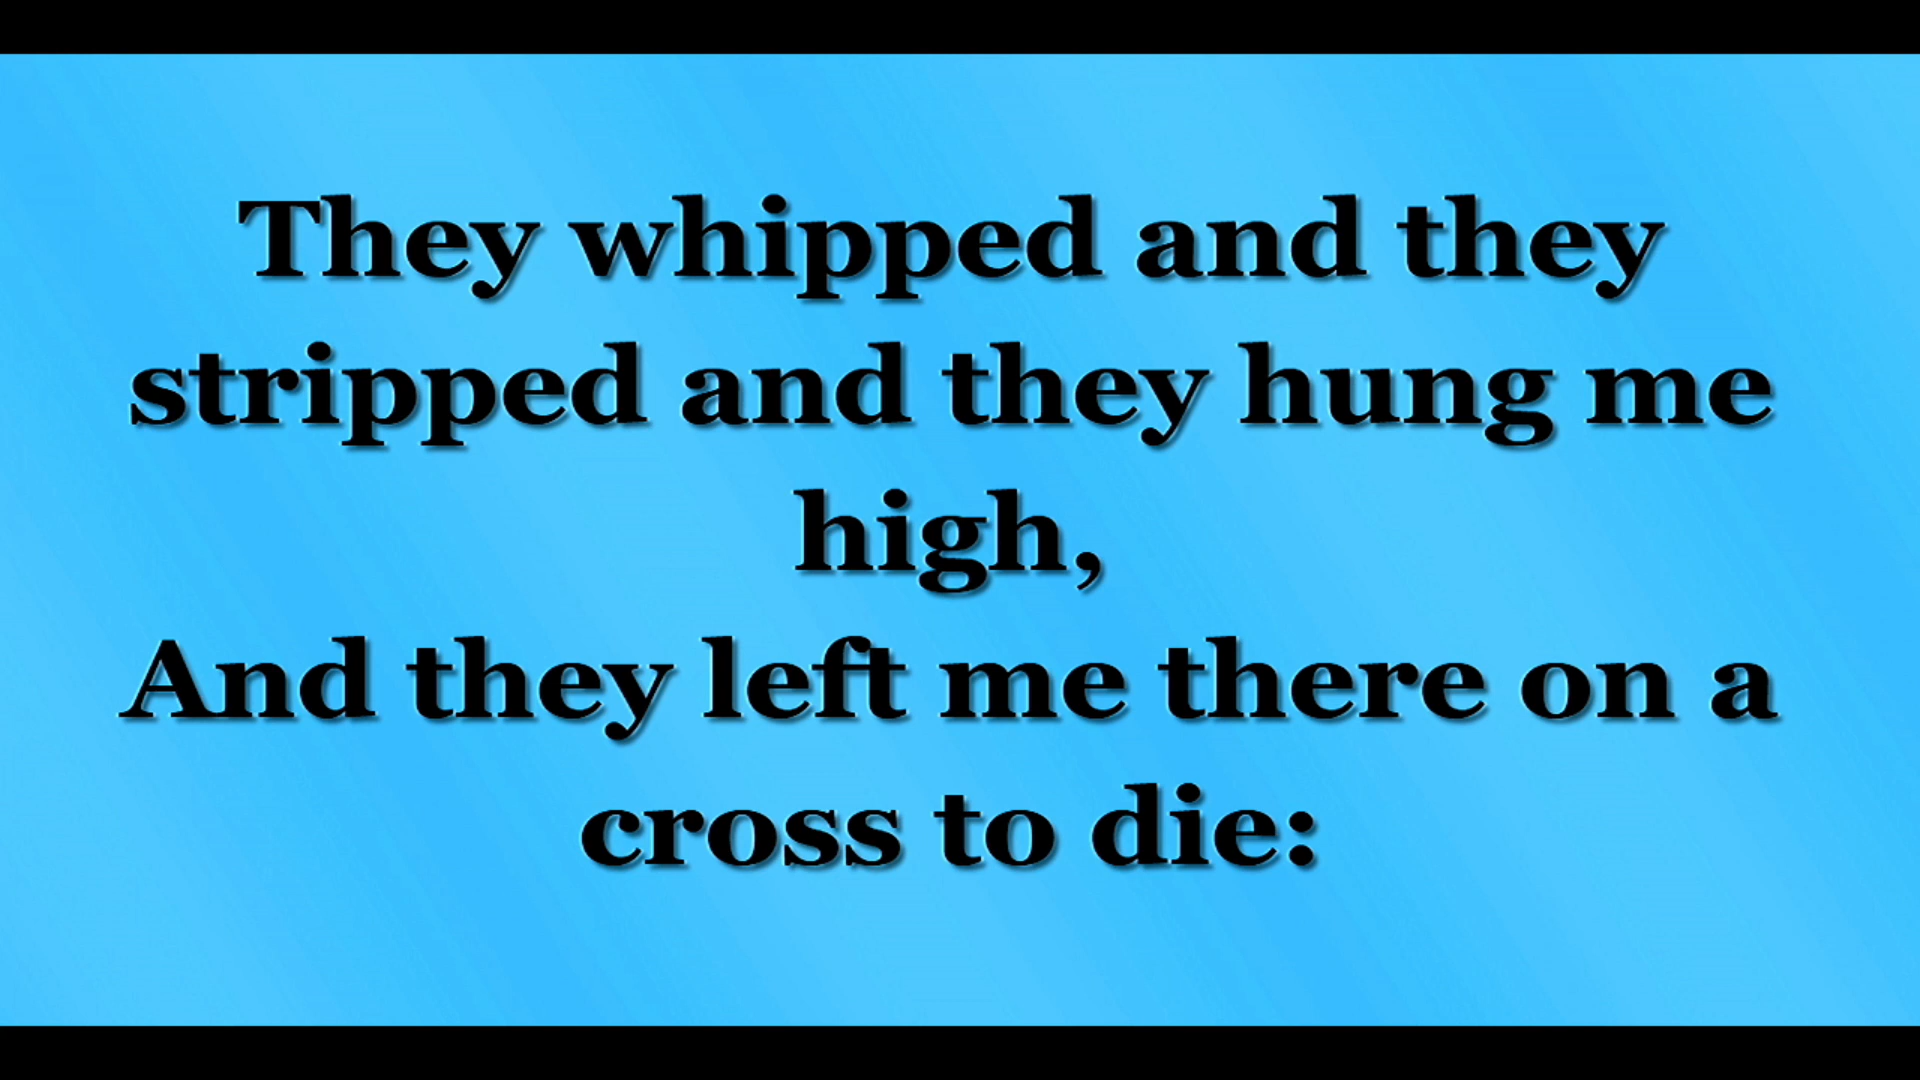 They whipped and they
stripped and they hung me
high,
And they left me there on a
cross to die: